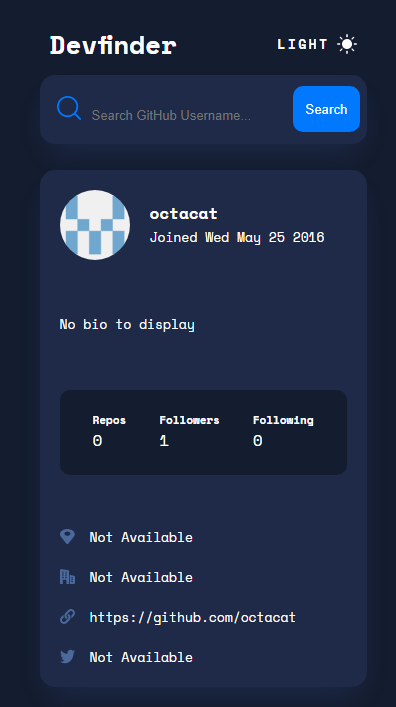 Devfinder
LIGHT
Search GitHub Username...
Search
octacat
Joined Wed May 25 2016
No bio to display
Repos Followers Following
0 1 0
Not Available
Not Available
https://github.com/octacat
Not Available